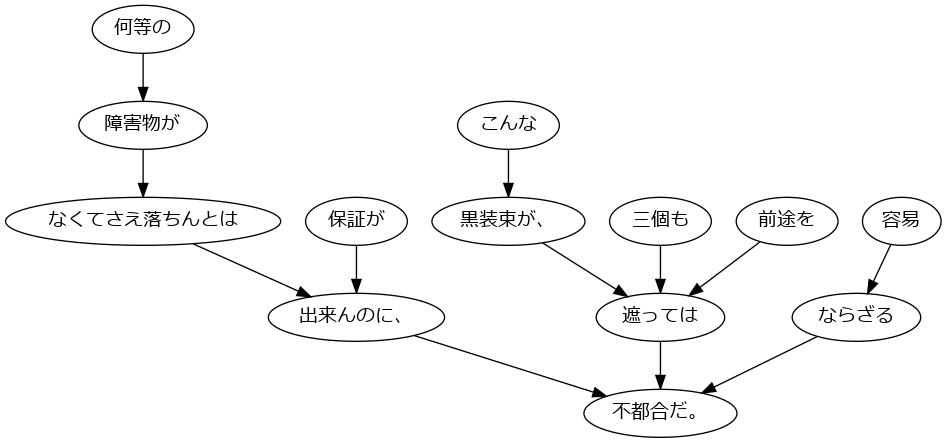 何等の
障害物が
こんな
なくてさえ落ちんとは
保証が
黒装束が、
三個も
前途を
容易
出来んのに、
遮っては
ならざる
不都合だ。